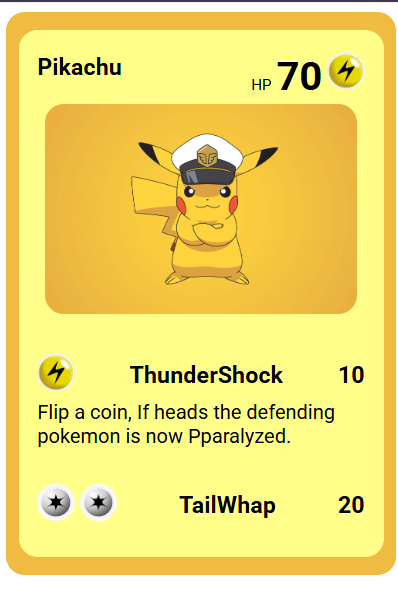 Pikachu
HP 70
ThunderShock 10
Flip a coin, If heads the defending
pokemon is now Pparalyzed.
TailWhap 20